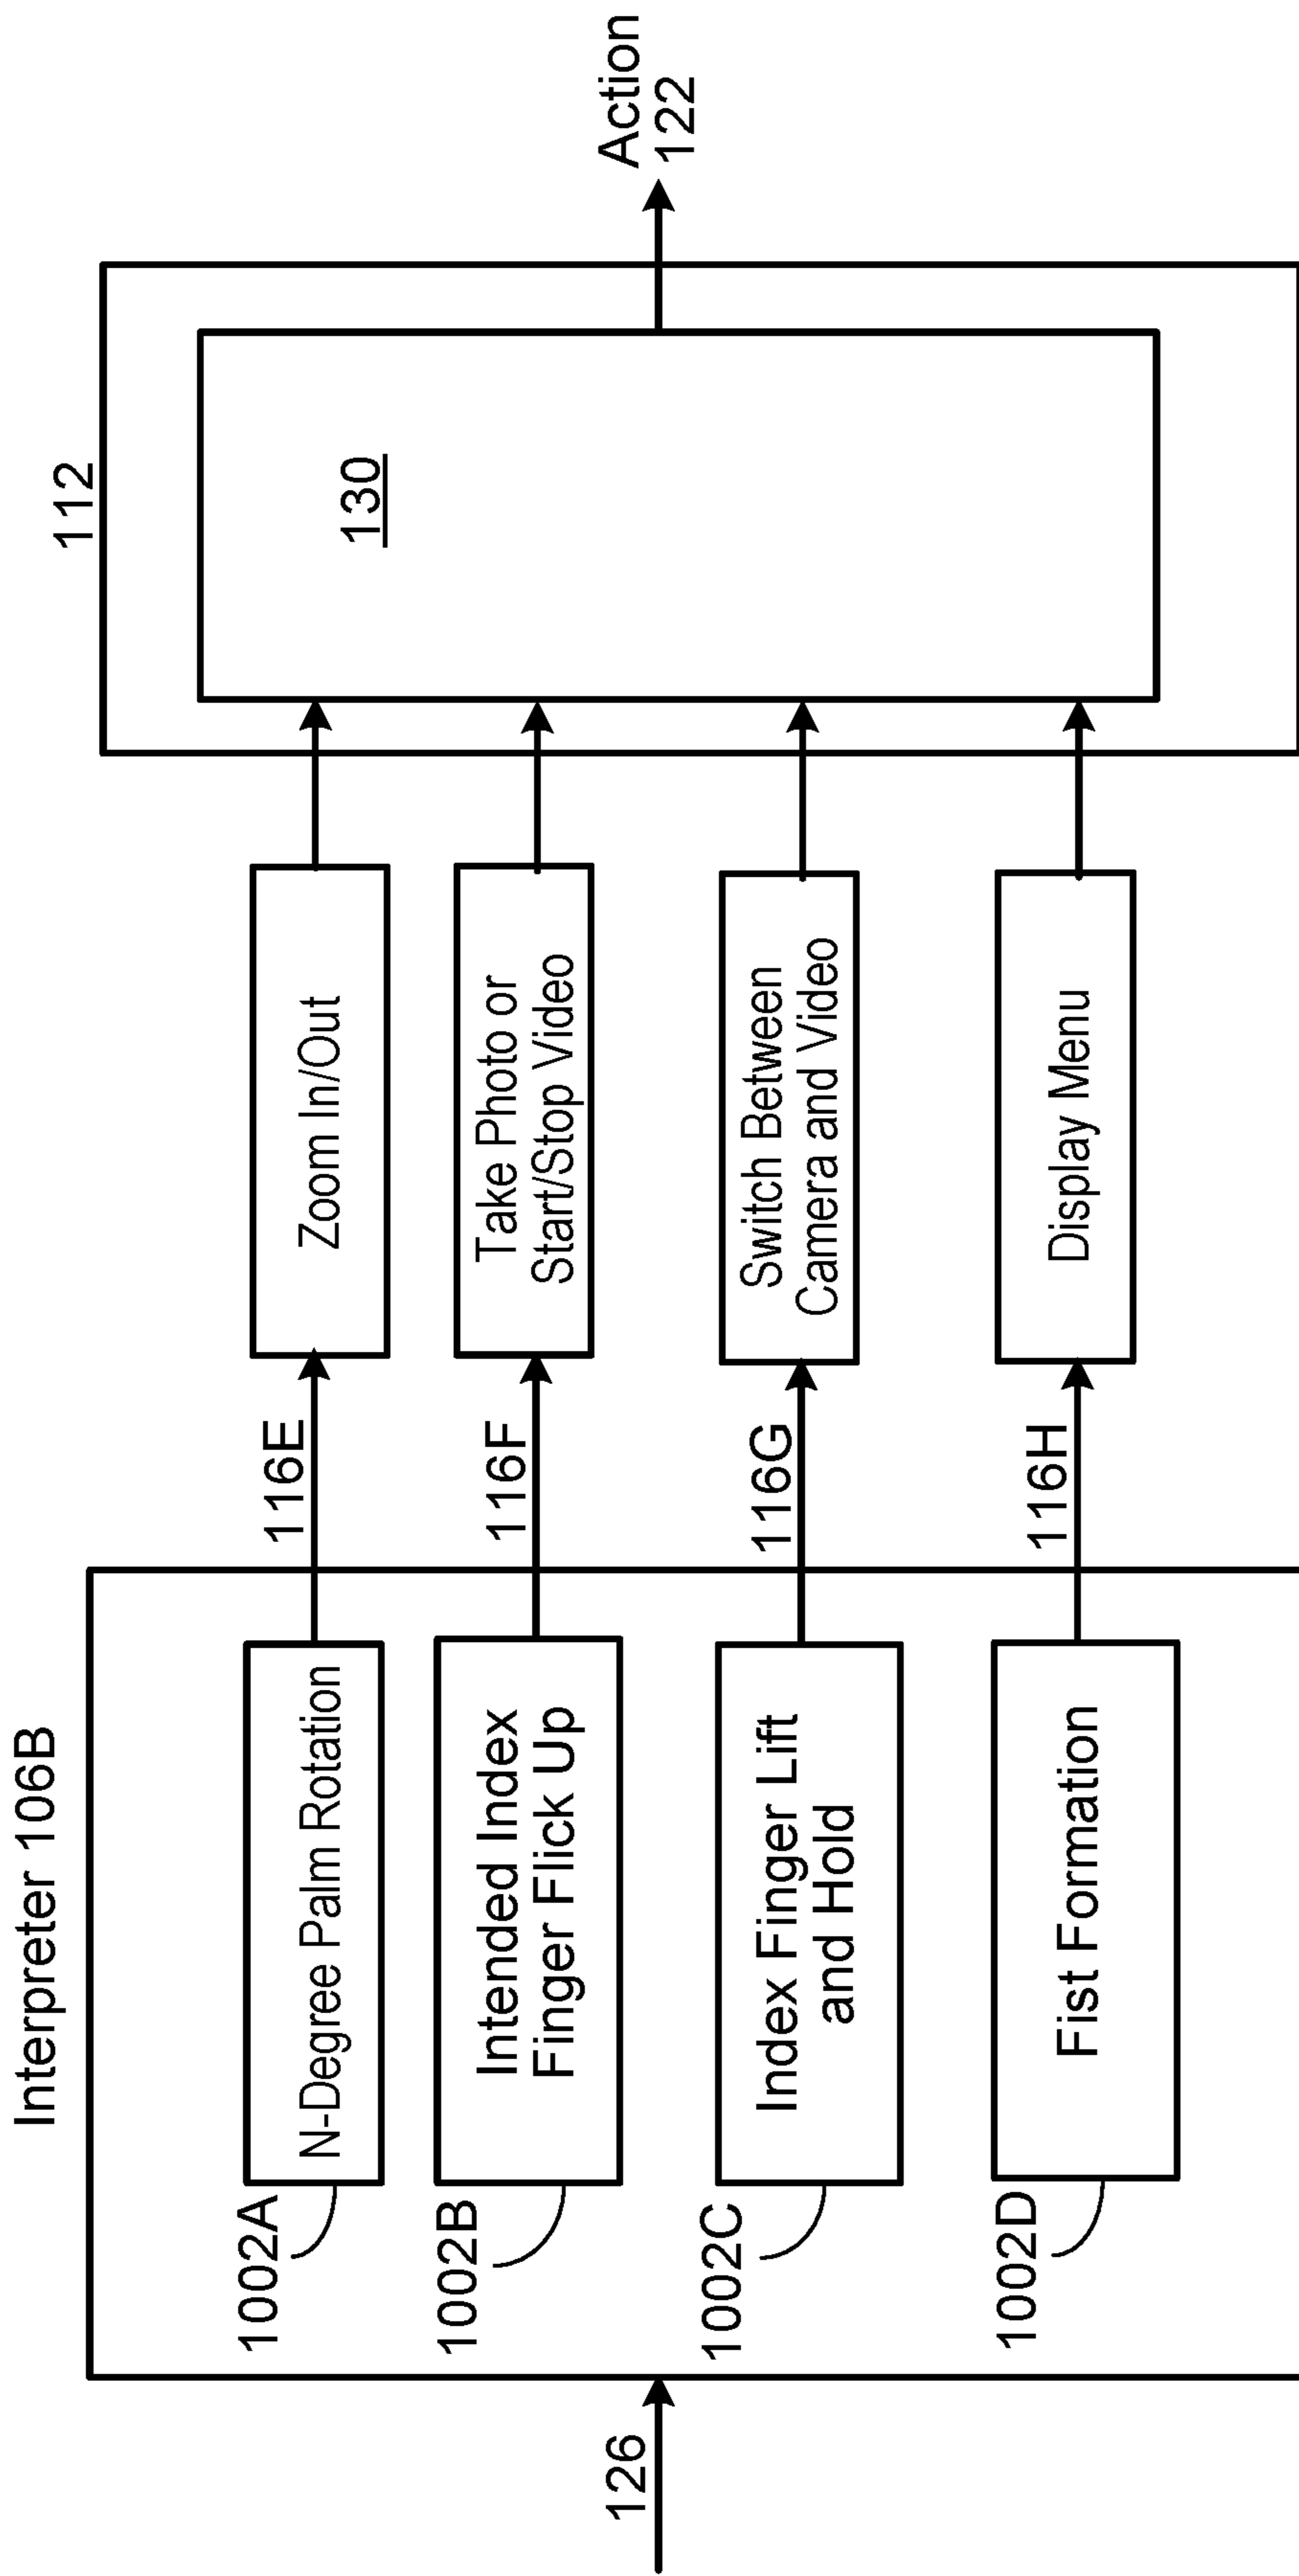 Interpreter 106B
126
1002A
N-Degree Palm Rotation
116E
Zoom In/Out
1002B
Intended Index
Finger Flick Up
116F
Take Photo or
Start/Stop Video
1002C
Index Finger Lift
and Hold
116G
Switch Between
Camera and Video
1002D
Fist Formation
116H
Display Menu
112
130
Action
122